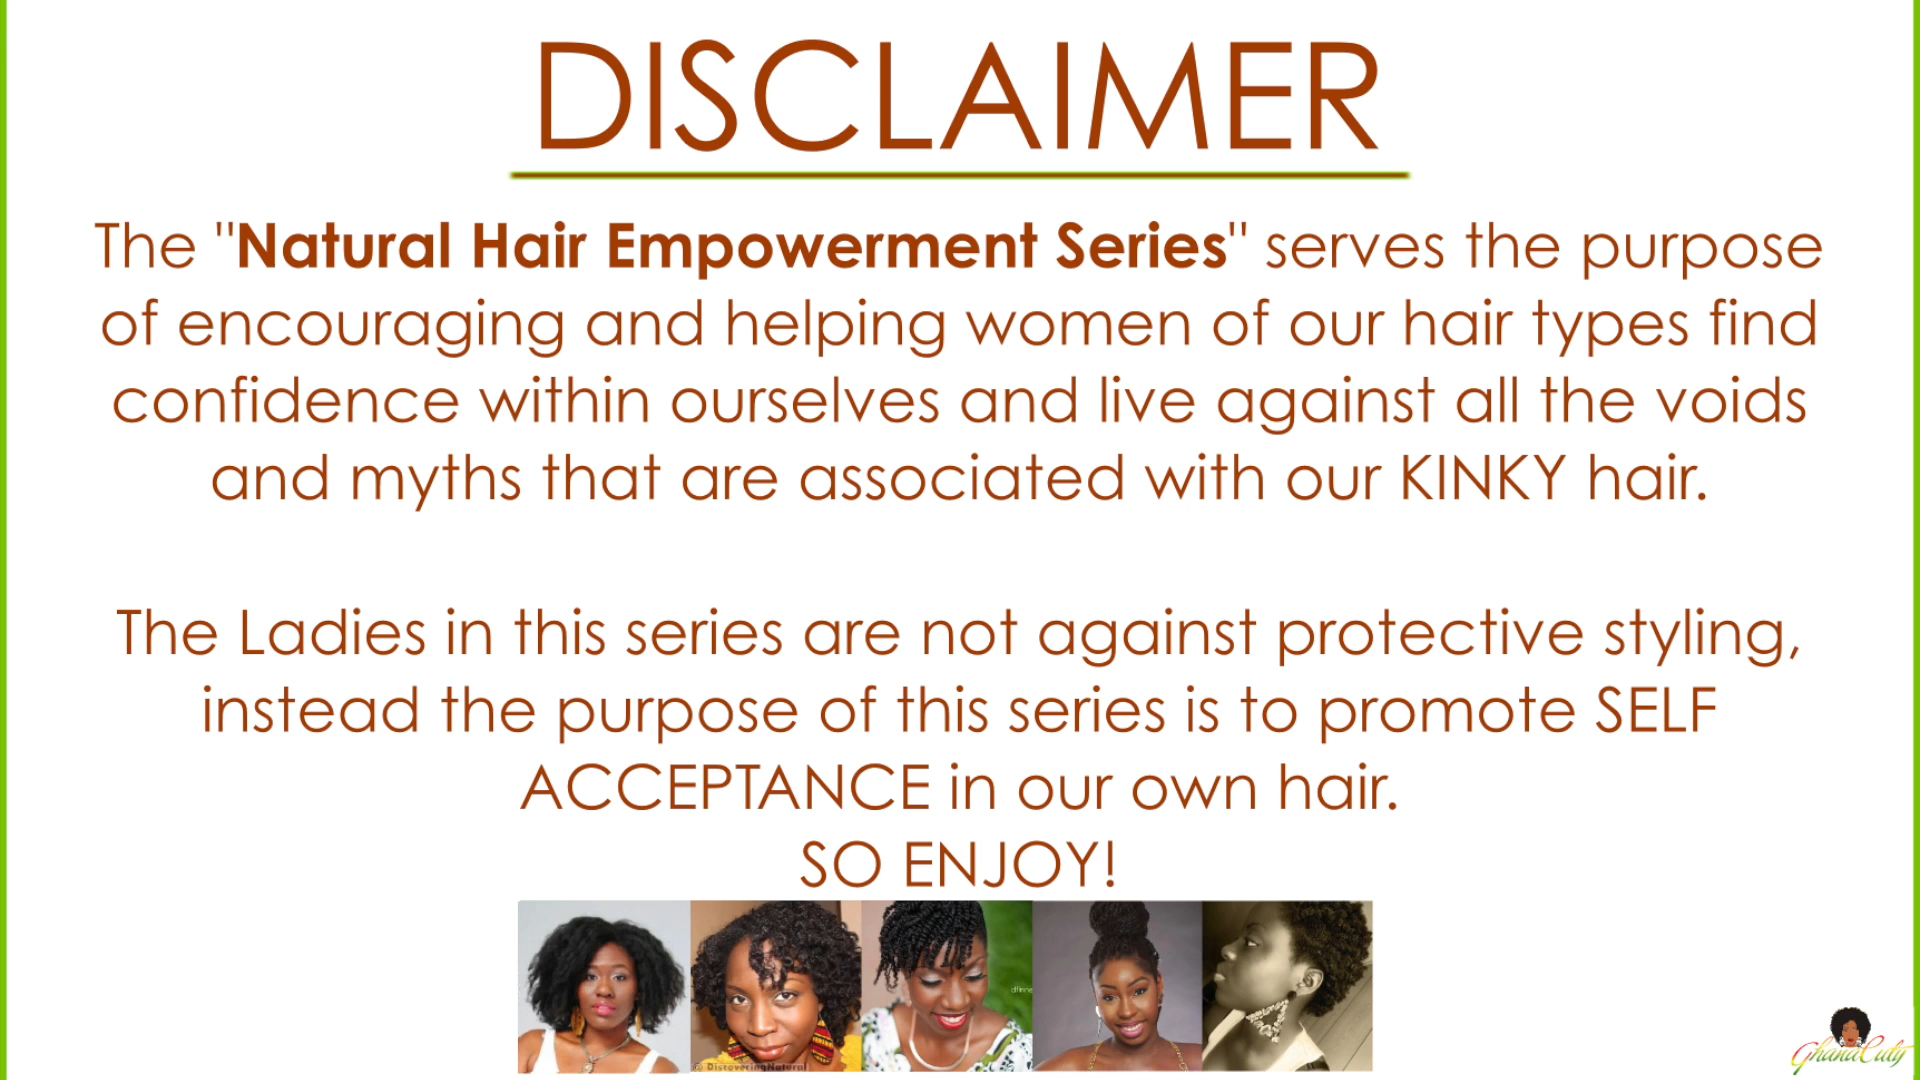 DISCLAIMER
The "Natural Hair Empowerment Series" serves the purpose
of encouraging and helping women of our hair types find
confidence within ourselves and live against all the voids
and myths that are associated with our KINKY hair.
The Ladies in this series are not against protective styling,
instead the purpose of this series is to promote SELF
ACCEPTANCE in our own hair.
SO ENJOY!
dfinne
© DiscoveringNatural
GhanaCuty